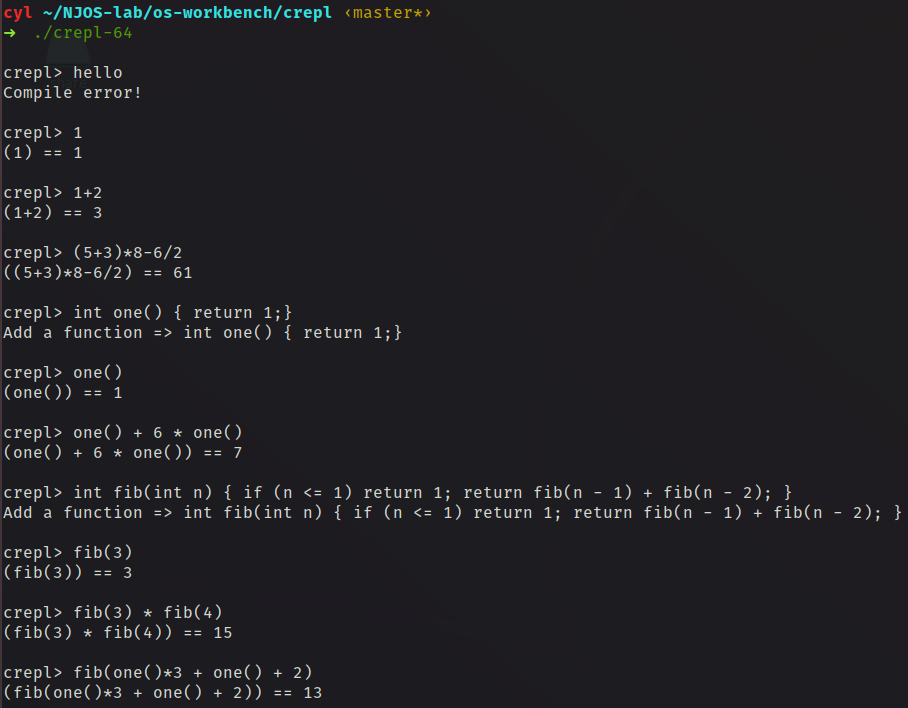 cyl ~/NJOS-lab/os-workbench/crepl ‹master*›
➜ ./crepl-64
crepl> hello
Compile error!
crepl> 1
(1) == 1
crepl> 1+2
(1+2) == 3
crepl> (5+3)*8-6/2
((5+3)*8-6/2) == 61
crepl> int one() { return 1;}
Add a function => int one() { return 1;}
crepl> one()
(one()) == 1
crepl> one() + 6 * one()
(one() + 6 * one()) == 7
crepl> int fib(int n) { if (n <= 1) return 1; return fib(n - 1) + fib(n - 2); }
Add a function => int fib(int n) { if (n <= 1) return 1; return fib(n - 1) + fib(n - 2); }
crepl> fib(3)
(fib(3)) == 3
crepl> fib(3) * fib(4)
(fib(3) * fib(4)) == 15
crepl> fib(one()*3 + one() + 2)
(fib(one()*3 + one() + 2)) == 13